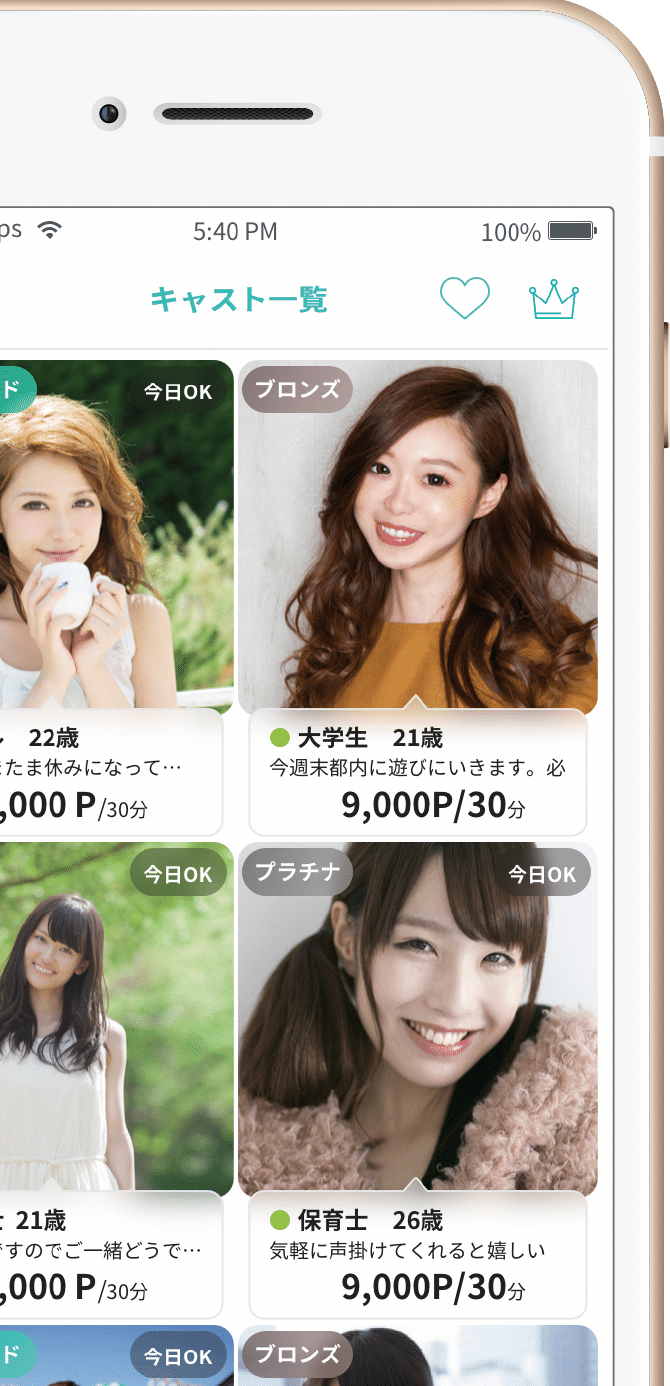 ps 5:40 PM 100%
キャスト一覧
ド 今日OK ブロンズ
22歳
大学生 21歳
たま休みになって…
今週末都内に遊びにいきます。必
,000 P/30分
9,000P/30分
今日OK プラチナ 今日OK
21歳
保育士 26歳
すのでご一緒どうで…
気軽に声掛けてくれると嬉しい
,000 P/30分
9,000P/30分
ド 今日OK ブロンズ